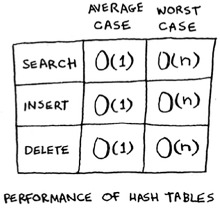 AVERAGE CASE WORST CASE
SEARCH O(1) O(n)
INSERT O(1) O(n)
DELETE O(1) O(n)
PERFORMANCE OF HASH TABLES